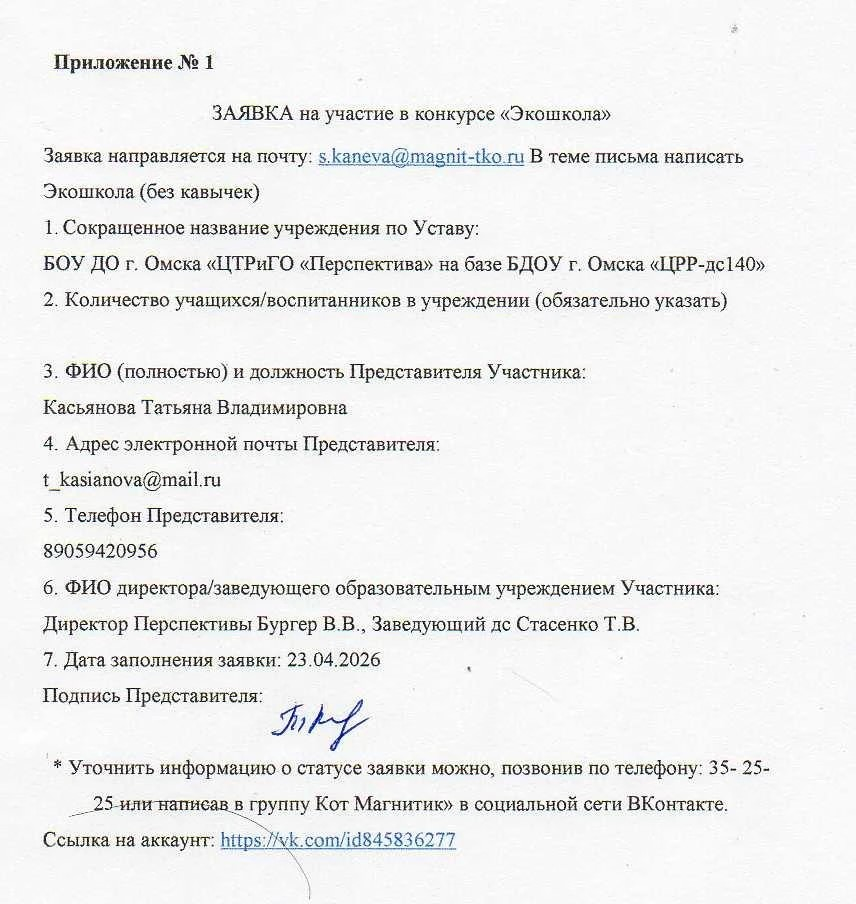 Приложение № 1
ЗАЯВКА на участие в конкурсе «Экошкола»
Заявка направляется на почту: s.kaneva@magnit-tko.ru В теме письма написать
Экошкола (без кавычек)
1. Сокращенное название учреждения по Уставу:
БОУ ДО г. Омска «ЦТРиГО «Перспектива» на базе БДОУ г. Омска «ЦРР-дс140»
2. Количество учащихся/воспитанников в учреждении (обязательно указать)
3. ФИО (полностью) и должность Представителя Участника:
Касьянова Татьяна Владимировна
4. Адрес электронной почты Представителя:
t_kasianova@mail.ru
5. Телефон Представителя:
89059420956
6. ФИО директора/заведующего образовательным учреждением Участника:
Директор Перспективы Бургер В.В., Заведующий дс Стасенко Т.В.
7. Дата заполнения заявки: 23.04.2026
Подпись Представителя:
* Уточнить информацию о статусе заявки можно, позвонив по телефону: 35- 25-
25 или написав в группу Кот Магнитик» в социальной сети ВКонтакте.
Ссылка на аккаунт: https://vk.com/id845836277